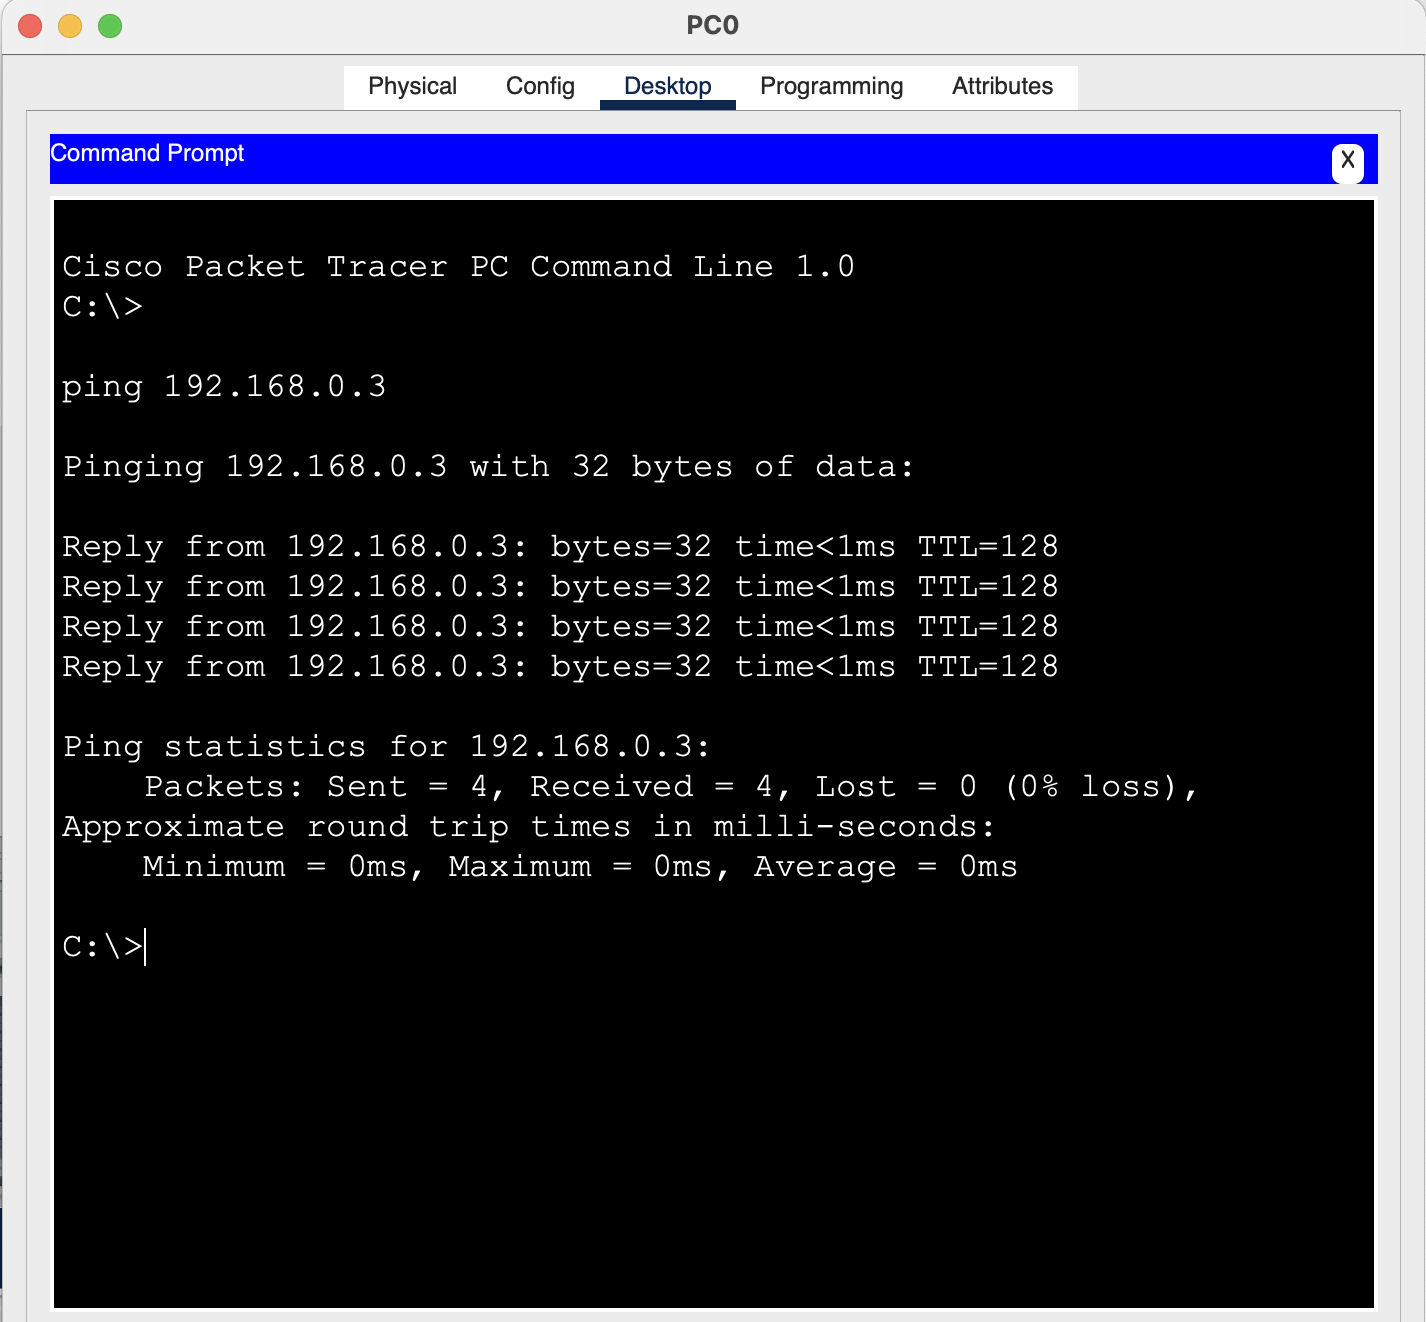 PC0
Physical Config Desktop Programming Attributes
Command Prompt X
Cisco Packet Tracer PC Command Line 1.0
C:\>
ping 192.168.0.3
Pinging 192.168.0.3 with 32 bytes of data:
Reply from 192.168.0.3: bytes=32 time<1ms TTL=128
Reply from 192.168.0.3: bytes=32 time<1ms TTL=128
Reply from 192.168.0.3: bytes=32 time<1ms TTL=128
Reply from 192.168.0.3: bytes=32 time<1ms TTL=128
Ping statistics for 192.168.0.3:
Packets: Sent = 4, Received = 4, Lost = 0 (0% loss),
Approximate round trip times in milli-seconds:
Minimum = 0ms, Maximum = 0ms, Average = 0ms
C:\>